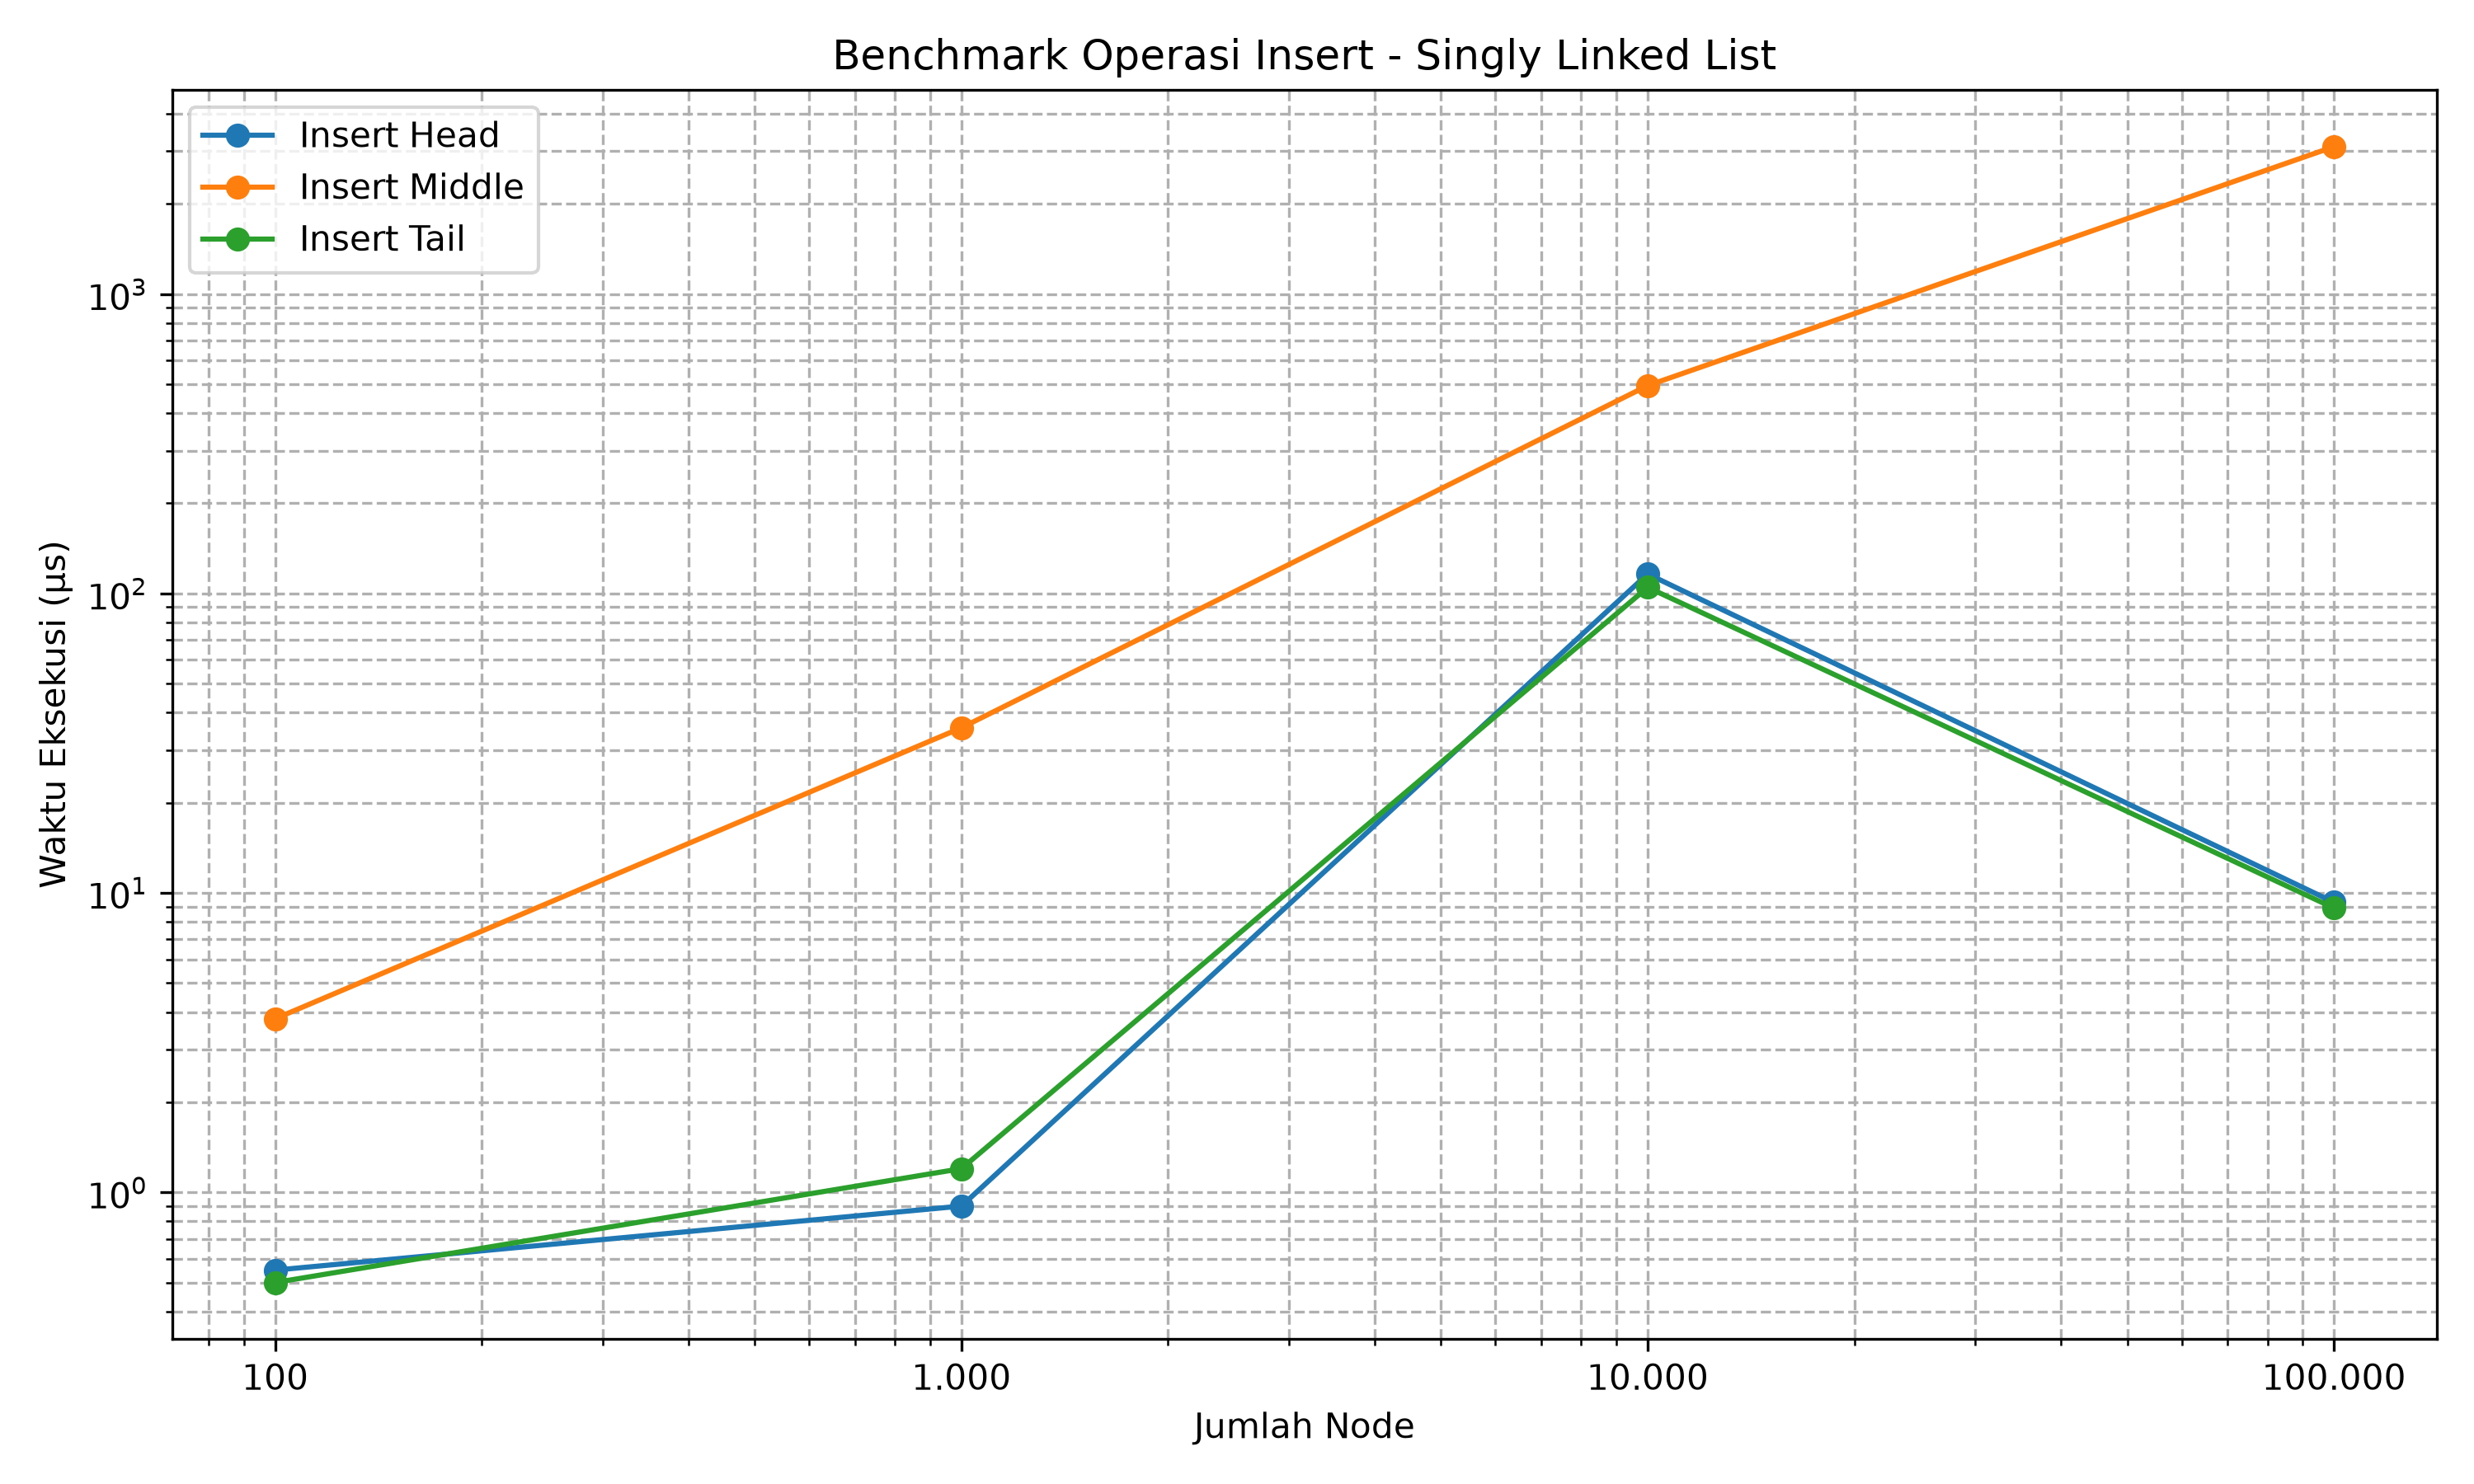 Benchmark Operasi Insert - Singly Linked List
Insert Head
Insert Middle
Insert Tail
Waktu Eksekusi (µs)
10³
10²
10¹
10⁰
100 1.000 10.000 100.000
Jumlah Node